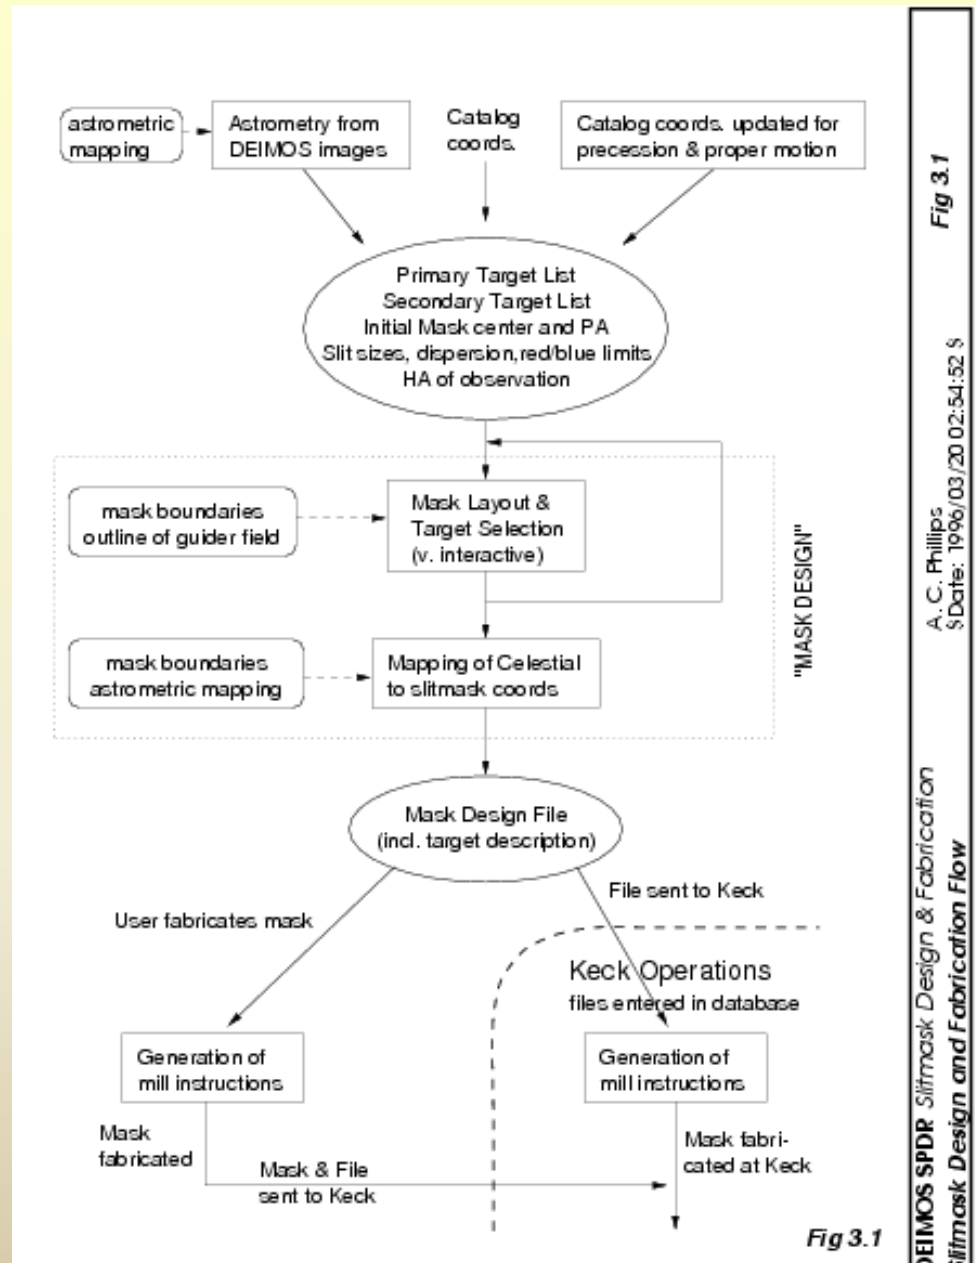 astrometric
mapping
Astrometry from
DEIMOS images
Catalog
coords.
Catalog coords. updated for
precession & proper motion
Primary Target List
Secondary Target List
Initial Mask center and PA
Slit sizes, dispersion,red/blue limits
HA of observation
mask boundaries
outline of guider field
Mask Layout &
Target Selection
(v. interactive)
"MASK DESIGN"
mask boundaries
astrometric mapping
Mapping of Celestial
to slitmask coords
Mask Design File
(incl. target description)
User fabricates mask
File sent to Keck
Keck Operations
files entered in database
Generation of
mill instructions
Generation of
mill instructions
Mask
fabricated
Mask & File
sent to Keck
Mask fabri-
cated at Keck
Fig 3.1
Fig 3.1
A. C. Phillips
$Date: 1996/03/20 02:54:52 $
DEIMOS SPDR Slitmask Design & Fabrication
Slitmask Design and Fabrication Flow